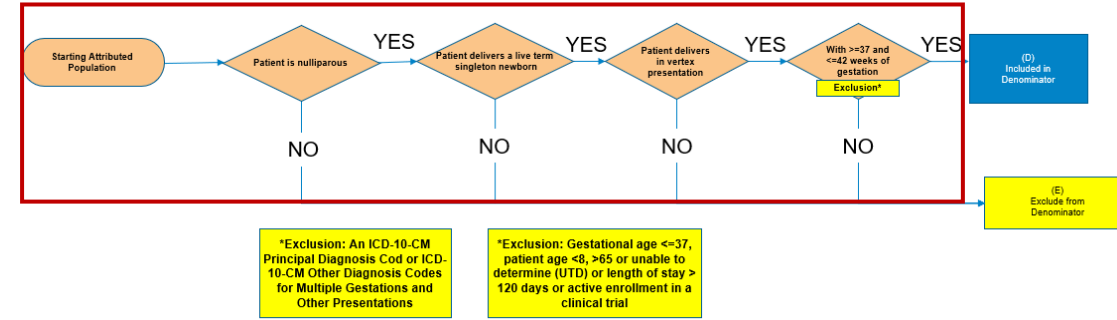 Starting Attributed
Population
Patient is nulliparous
YES
Patient delivers a live term
singleton newborn
YES
Patient delivers
in vertex
presentation
YES
With >=37 and
<=42 weeks of
gestation
Exclusion*
YES
(D)
Included in
Denominator
NO
NO
NO
NO
(E)
Exclude from
Denominator
*Exclusion: An ICD-10-CM
Principal Diagnosis Cod or ICD-
10-CM Other Diagnosis Codes
for Multiple Gestations and
Other Presentations
*Exclusion: Gestational age <=37,
patient age <8, >65 or unable to
determine (UTD) or length of stay >
120 days or active enrollment in a
clinical trial